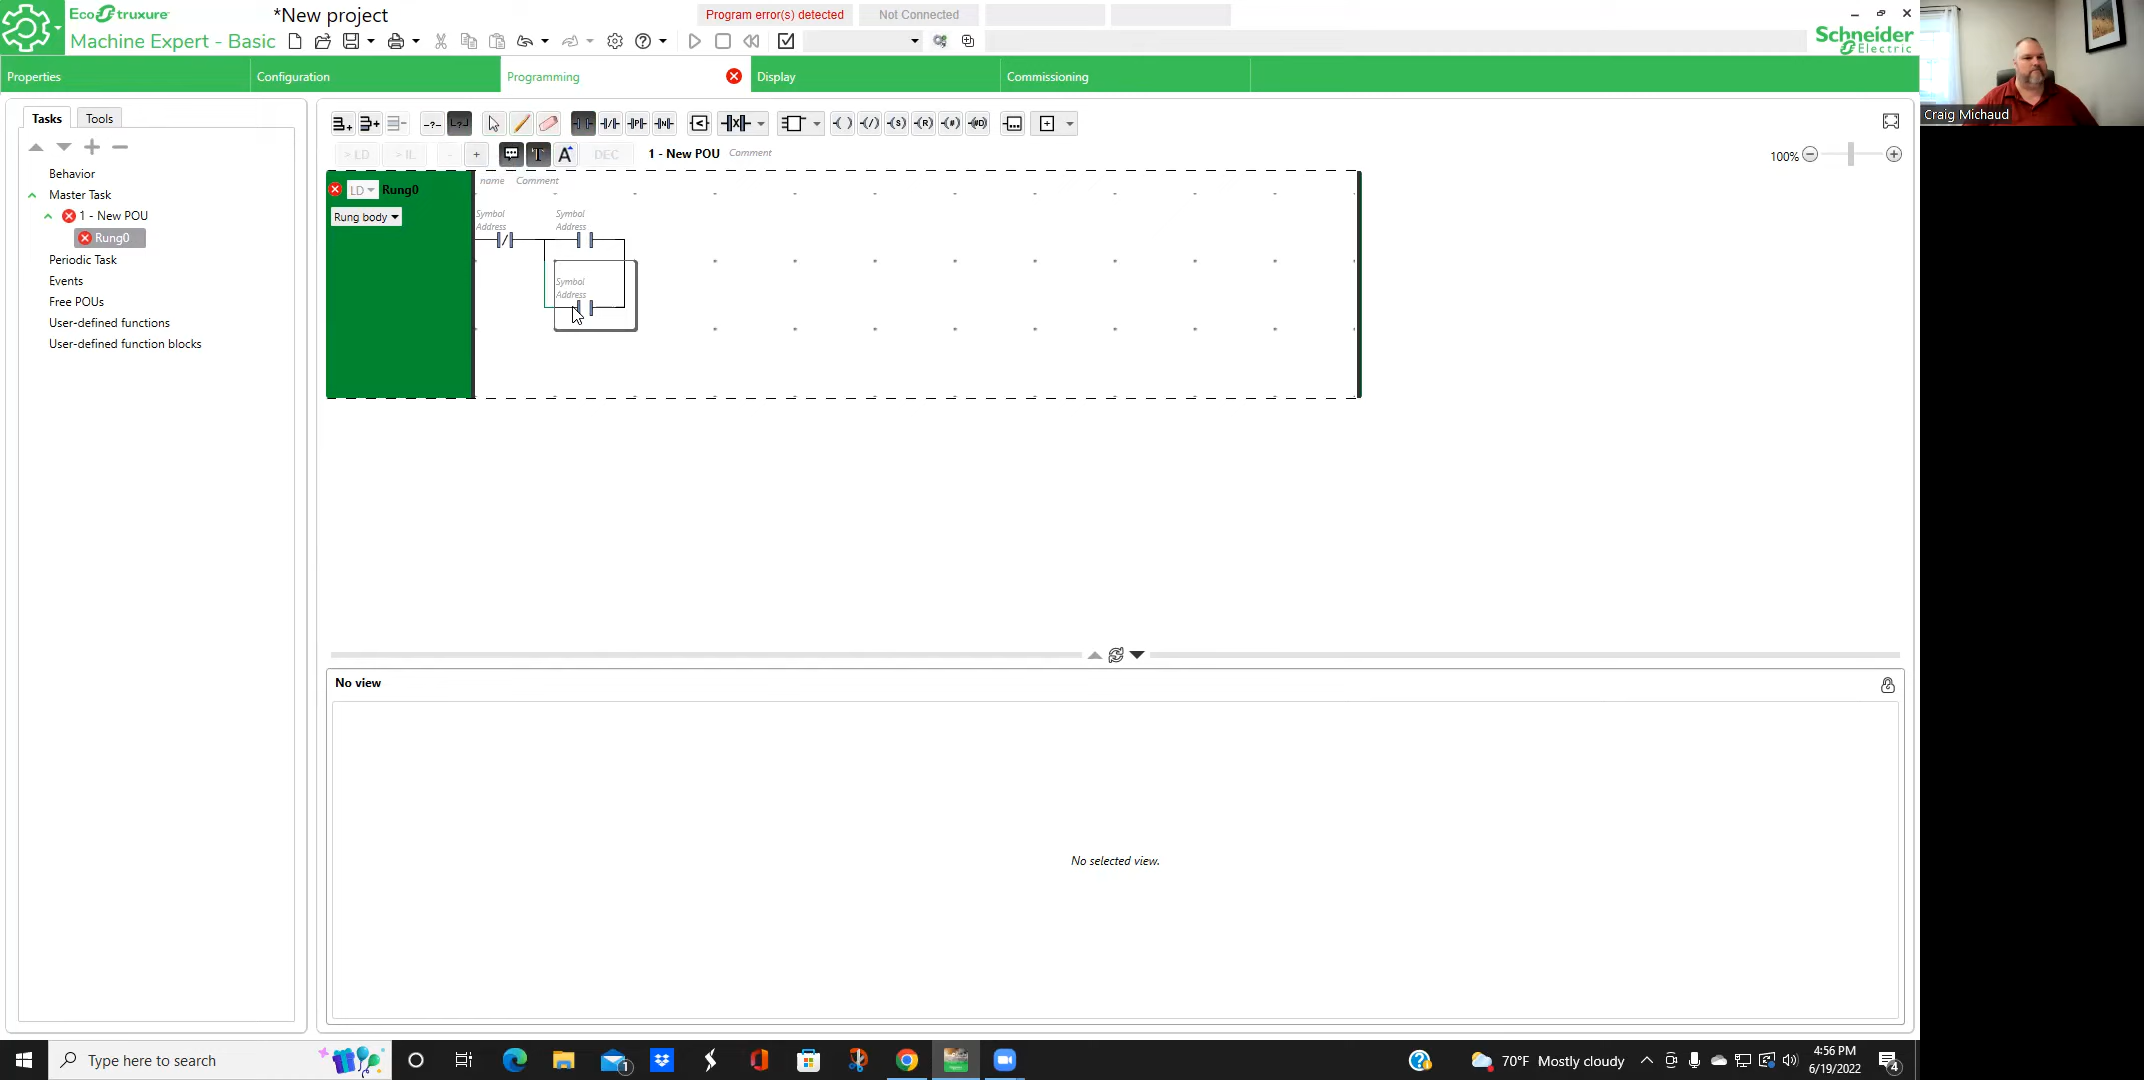 EcoStruxure
*New project
Program error(s) detected
Not Connected
Machine Expert - Basic
Schneider
Electric
Properties
Configuration
Programming
Display
Commissioning
Craig Michaud
Tasks
Tools
> LD
> IL
DEC
1 - New POU
Comment
100%
Behavior
Master Task
1 - New POU
Rung0
Periodic Task
Events
Free POUs
User-defined functions
User-defined function blocks
LD
Rung0
name
Comment
Rung body
Symbol
Address
Symbol
Address
Symbol
Address
No view
No selected view.
Type here to search
70°F Mostly cloudy
4:56 PM
6/19/2022